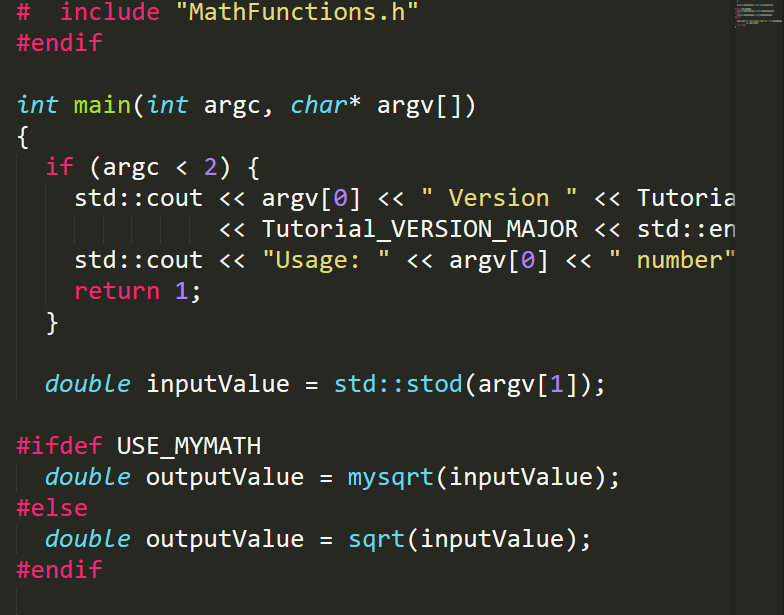 #  include "MathFunctions.h"
#endif
int main(int argc, char* argv[])
{
if (argc < 2) {
std::cout << argv[0] << " Version " << Tutoria
<< Tutorial_VERSION_MAJOR << std::en
std::cout << "Usage: " << argv[0] << " number"
return 1;
}
double inputValue = std::stod(argv[1]);
#ifdef USE_MYMATH
double outputValue = mysqrt(inputValue);
#else
double outputValue = sqrt(inputValue);
#endif